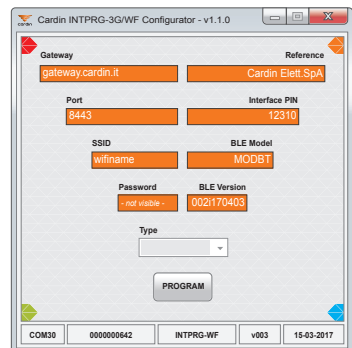 Cardin INTPRG-3G/WF Configurator - v1.1.0
Gateway Reference
gateway.cardin.it Cardin Elett.SpA
Port Interface PIN
8443 12310
SSID BLE Model
wifiname MODBT
Password BLE Version
- not visible - 002i170403
Type
PROGRAM
COM30 0000000642 INTPRG-WF v003 15-03-2017